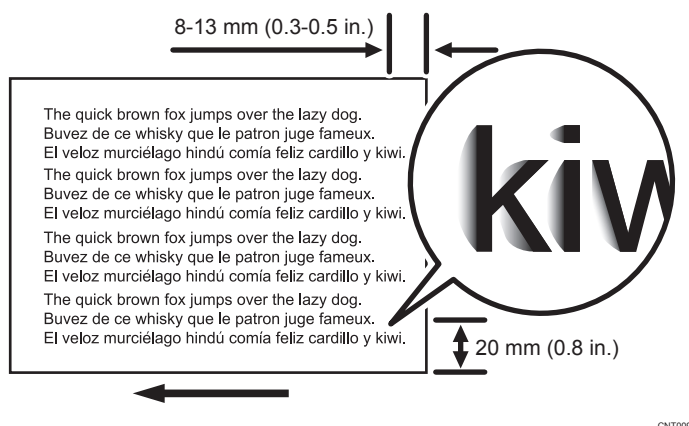 8-13 mm (0.3-0.5 in.)
The quick brown fox jumps over the lazy dog.
Buvez de ce whisky que le patron juge fameux.
El veloz murciélago hindú comía feliz cardillo y kiwi.
The quick brown fox jumps over the lazy dog.
Buvez de ce whisky que le patron juge fameux.
El veloz murciélago hindú comía feliz cardillo y kiwi.
The quick brown fox jumps over the lazy dog.
Buvez de ce whisky que le patron juge fameux.
El veloz murciélago hindú comía feliz cardillo y kiwi.
The quick brown fox jumps over the lazy dog.
Buvez de ce whisky que le patron juge fameux.
El veloz murciélago hindú comía feliz cardillo y kiwi.
kiw
20 mm (0.8 in.)